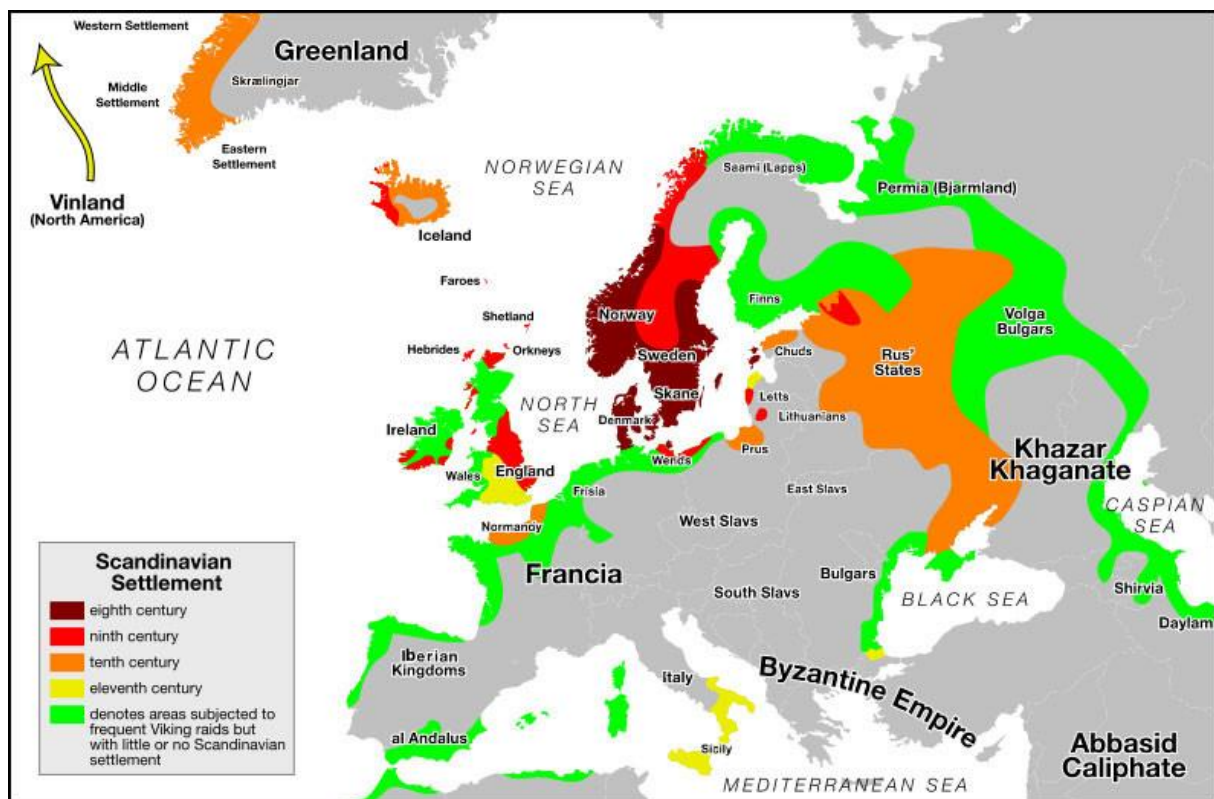 Western Settlement
Greenland
Skrælingjar
Middle
Settlement
Eastern
Settlement
Vinland
(North America)
NORWEGIAN
SEA
Saami (Lapps)
Permia (Bjarmland)
Iceland
Faroes
Finns
Volga
Bulgars
Norway
Shetland
Hebrides
Orkneys
ATLANTIC
OCEAN
Sweden
Chuds
Rus'
States
Skane
NORTH
SEA
Denmark
Letts
Lithuanians
Ireland
Prus
Khazar
Khaganate
Wales
England
Wends
Frisia
East Slavs
CASPIAN
SEA
Normanoy
West Slavs
Francia
Bulgars
South Slavs
BLACK SEA
Shirvia
Daylam
Iberian
Kingdoms
Italy
Byzantine Empire
al Andalus
Sicily
Abbasid
Caliphate
MEDITERRANEAN SEA
Scandinavian
Settlement
eighth century
ninth century
tenth century
eleventh century
denotes areas subjected to
frequent Viking raids but
with little or no Scandinavian
settlement